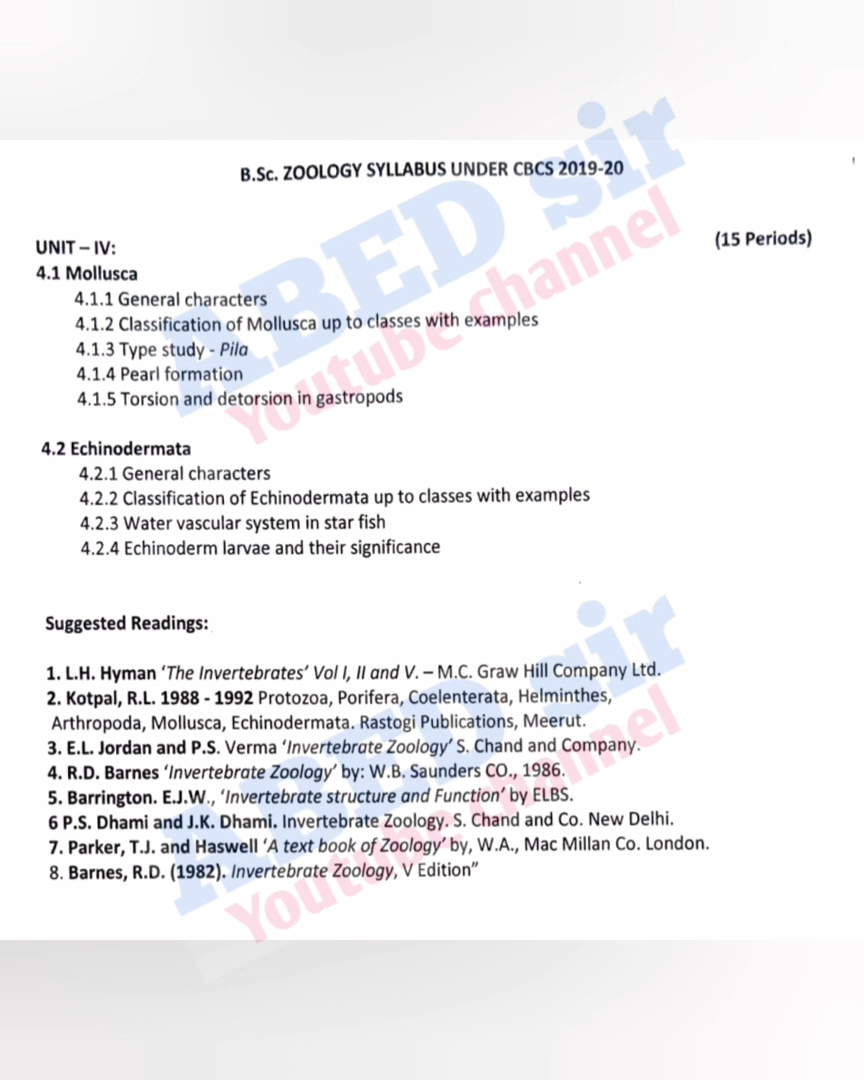 B.Sc. ZOOLOGY SYLLABUS UNDER CBCS 2019-20
UNIT – IV: (15 Periods)
4.1 Mollusca
4.1.1 General characters
4.1.2 Classification of Mollusca up to classes with examples
4.1.3 Type study - Pila
4.1.4 Pearl formation
4.1.5 Torsion and detorsion in gastropods
ABED sir
Youtube channel
4.2 Echinodermata
4.2.1 General characters
4.2.2 Classification of Echinodermata up to classes with examples
4.2.3 Water vascular system in star fish
4.2.4 Echinoderm larvae and their significance
Suggested Readings:
1. L.H. Hyman ‘The Invertebrates’ Vol I, II and V. – M.C. Graw Hill Company Ltd.
2. Kotpal, R.L. 1988 - 1992 Protozoa, Porifera, Coelenterata, Helminthes,
Arthropoda, Mollusca, Echinodermata. Rastogi Publications, Meerut.
3. E.L. Jordan and P.S. Verma ‘Invertebrate Zoology’ S. Chand and Company.
4. R.D. Barnes ‘Invertebrate Zoology’ by: W.B. Saunders CO., 1986.
5. Barrington. E.J.W., ‘Invertebrate structure and Function’ by ELBS.
6 P.S. Dhami and J.K. Dhami. Invertebrate Zoology. S. Chand and Co. New Delhi.
7. Parker, T.J. and Haswell ‘A text book of Zoology’ by, W.A., Mac Millan Co. London.
8. Barnes, R.D. (1982). Invertebrate Zoology, V Edition”
ABED sir
Youtube channel